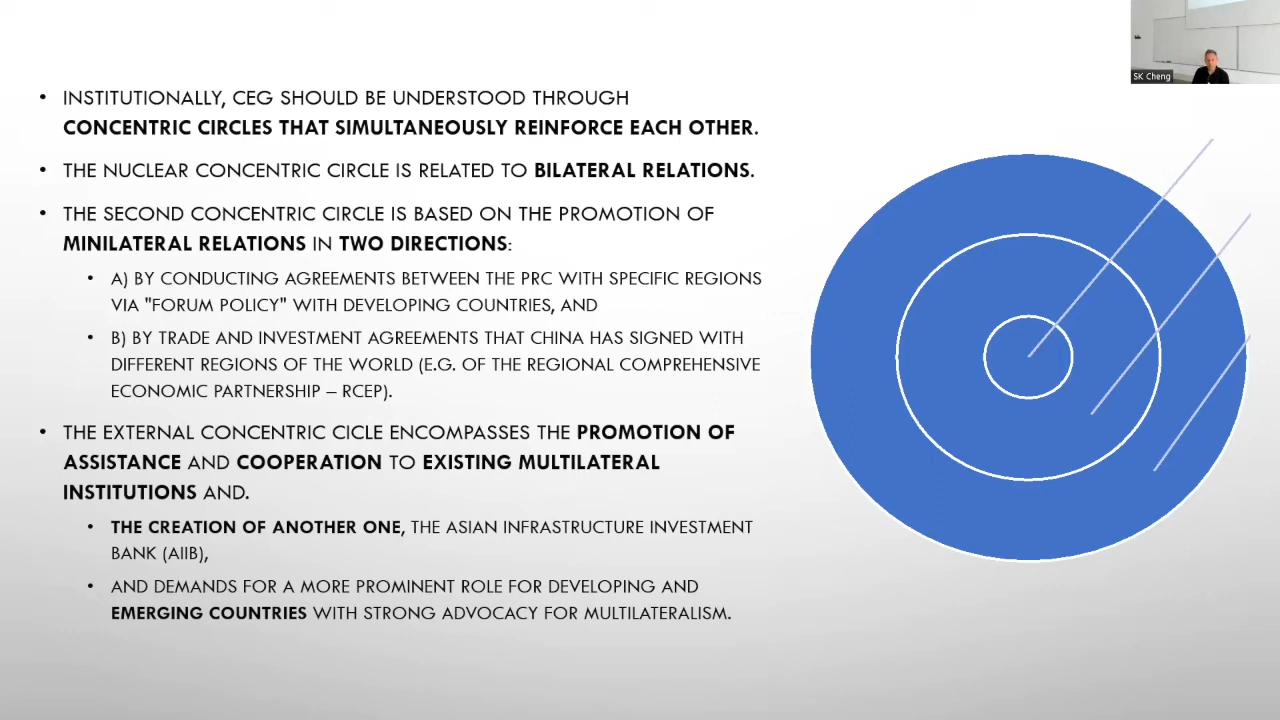 SK Cheng
• INSTITUTIONALLY, CEG SHOULD BE UNDERSTOOD THROUGH
CONCENTRIC CIRCLES THAT SIMULTANEOUSLY REINFORCE EACH OTHER.
• THE NUCLEAR CONCENTRIC CIRCLE IS RELATED TO BILATERAL RELATIONS.
• THE SECOND CONCENTRIC CIRCLE IS BASED ON THE PROMOTION OF
MINILATERAL RELATIONS IN TWO DIRECTIONS:
• A) BY CONDUCTING AGREEMENTS BETWEEN THE PRC WITH SPECIFIC REGIONS
VIA "FORUM POLICY" WITH DEVELOPING COUNTRIES, AND
• B) BY TRADE AND INVESTMENT AGREEMENTS THAT CHINA HAS SIGNED WITH
DIFFERENT REGIONS OF THE WORLD (E.G. OF THE REGIONAL COMPREHENSIVE
ECONOMIC PARTNERSHIP – RCEP).
• THE EXTERNAL CONCENTRIC CICLE ENCOMPASSES THE PROMOTION OF
ASSISTANCE AND COOPERATION TO EXISTING MULTILATERAL
INSTITUTIONS AND.
• THE CREATION OF ANOTHER ONE, THE ASIAN INFRASTRUCTURE INVESTMENT
BANK (AIIB),
• AND DEMANDS FOR A MORE PROMINENT ROLE FOR DEVELOPING AND
EMERGING COUNTRIES WITH STRONG ADVOCACY FOR MULTILATERALISM.